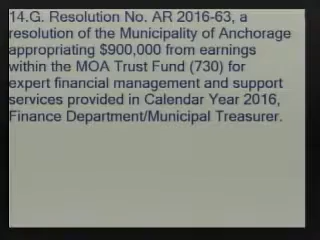 14.G. Resolution No. AR 2016-63, a
resolution of the Municipality of Anchorage
appropriating $900,000 from earnings
within the MOA Trust Fund (730) for
expert financial management and support
services provided in Calendar Year 2016,
Finance Department/Municipal Treasurer.